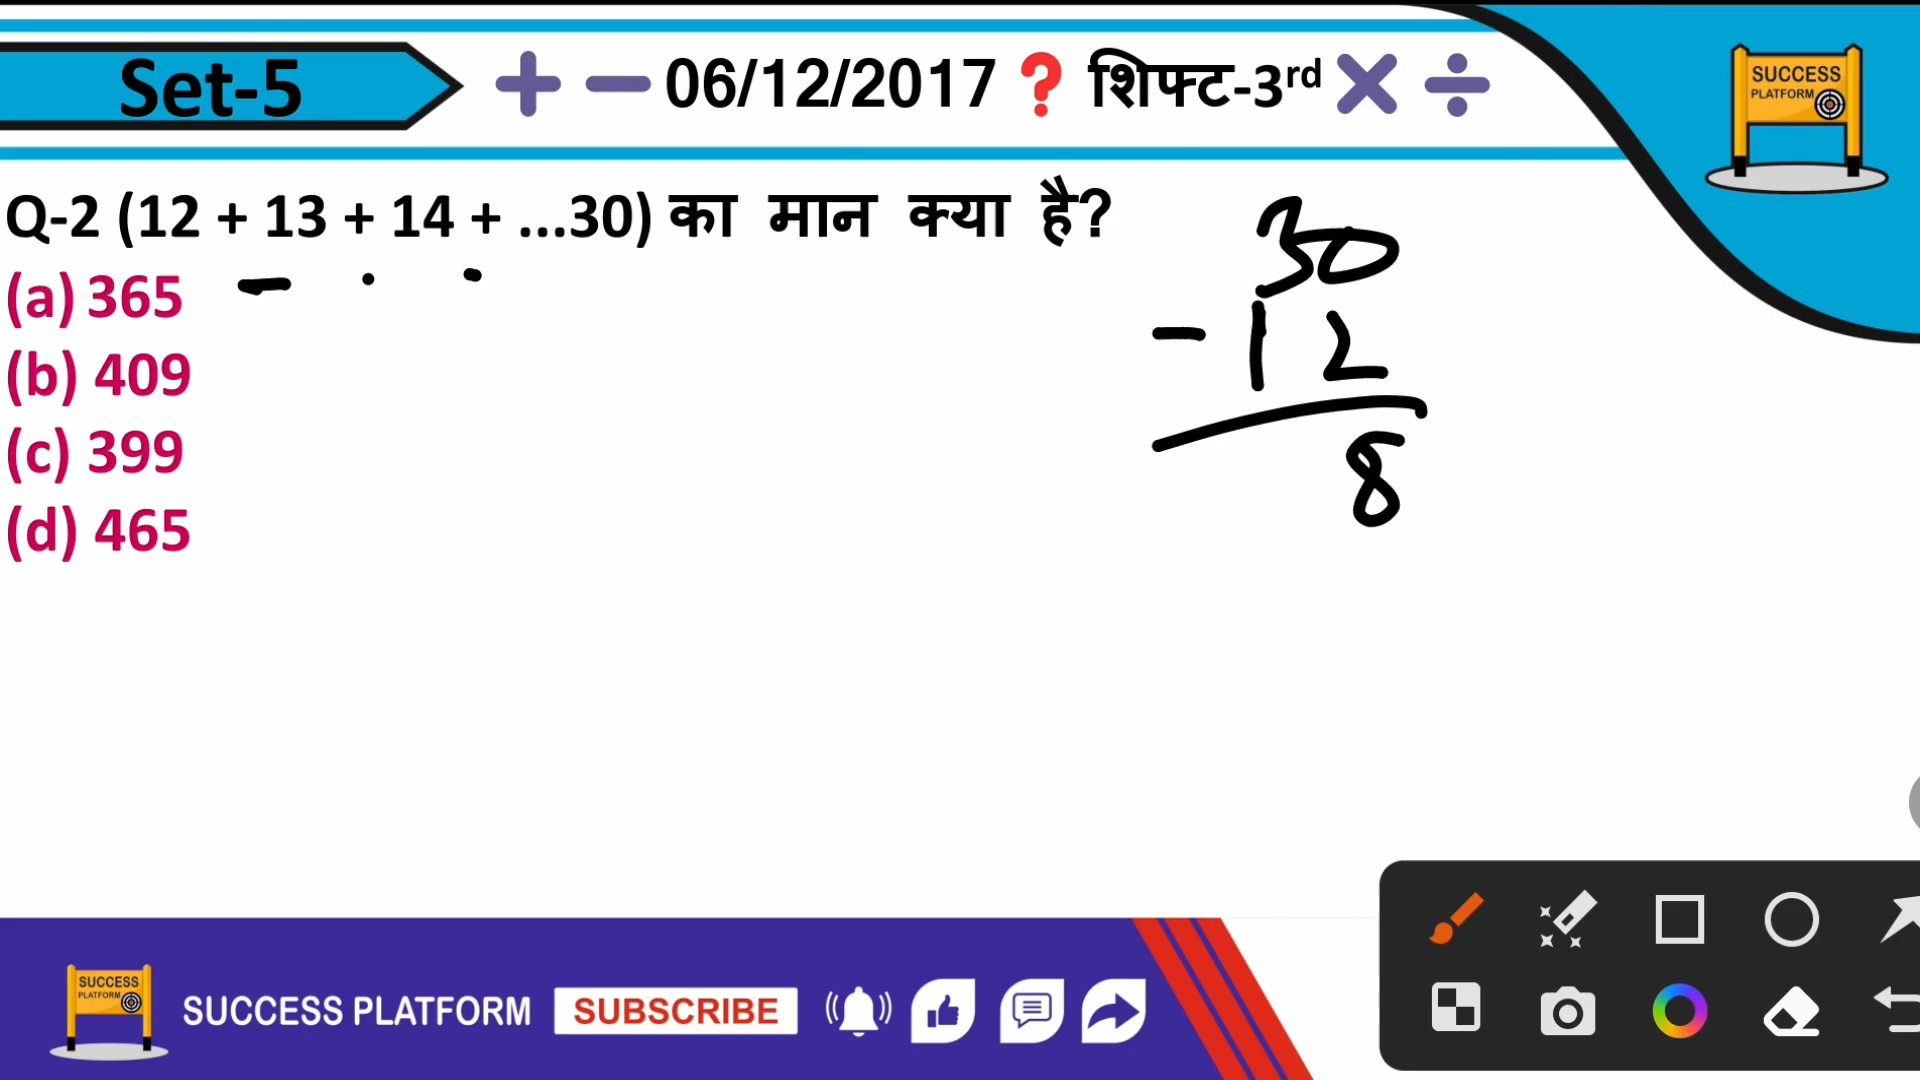 Set-5
06/12/2017 ❓ शिफ्ट-3rd
SUCCESS
PLATFORM
Q-2 (12 + 13 + 14 + ...30) का मान क्या है?
(a) 365
(b) 409
(c) 399
(d) 465
30
- 12
8
SUCCESS
PLATFORM
SUCCESS PLATFORM
SUBSCRIBE